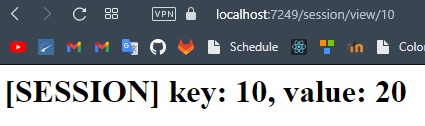 VPN localhost:7249/session/view/10
Schedule Color
[SESSION] key: 10, value: 20